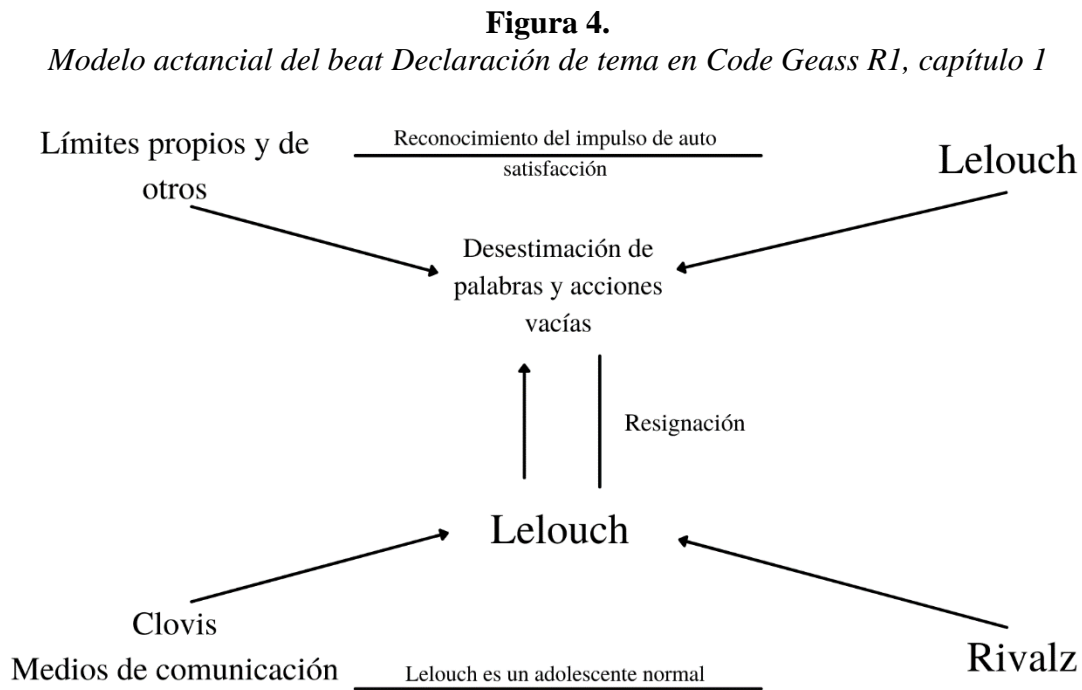 Figura 4.
Modelo actancial del beat Declaración de tema en Code Geass R1, capítulo 1
Límites propios y de
otros
Reconocimiento del impulso de auto
satisfacción
Lelouch
Desestimación de
palabras y acciones
vacías
Resignación
Lelouch
Clovis
Medios de comunicación
Lelouch es un adolescente normal
Rivalz